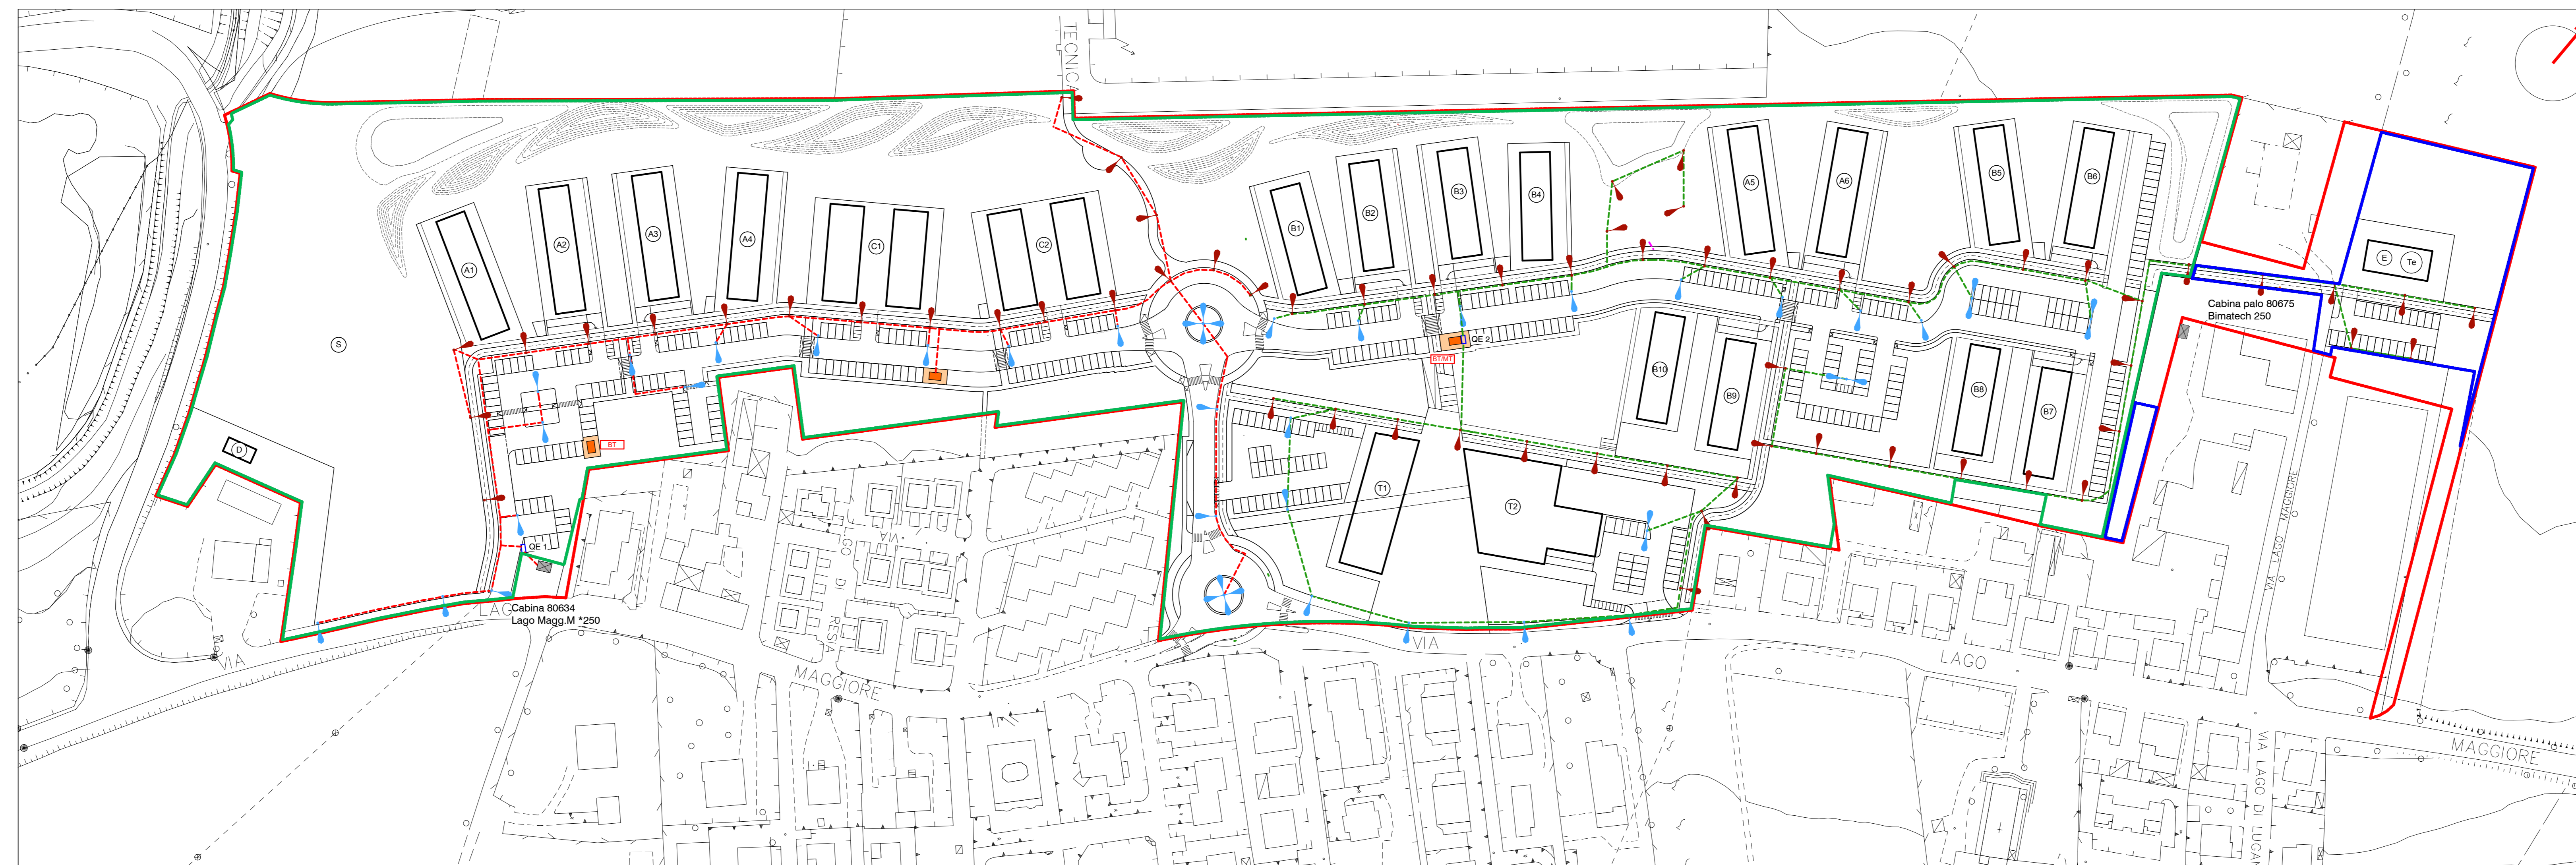 TECNICA
A1
A2
A3
A4
C1
C2
B1
B2
B3
B4
A5
A6
B5
B6
E
Te
S
D
BT
QE 1
QE 2
BT/MT
B10
B9
B8
B7
T1
T2
Cabina palo 80675
Bimatech 250
Cabina 80634
Lago Magg.M *250
VIA
LAGO
MAGGIORE
VIA
LAGO
MAGGIORE
VIA
LAGO
DI
RESIA
VIA LAGO MAGGIORE
VIA LAGO DI LUGAN